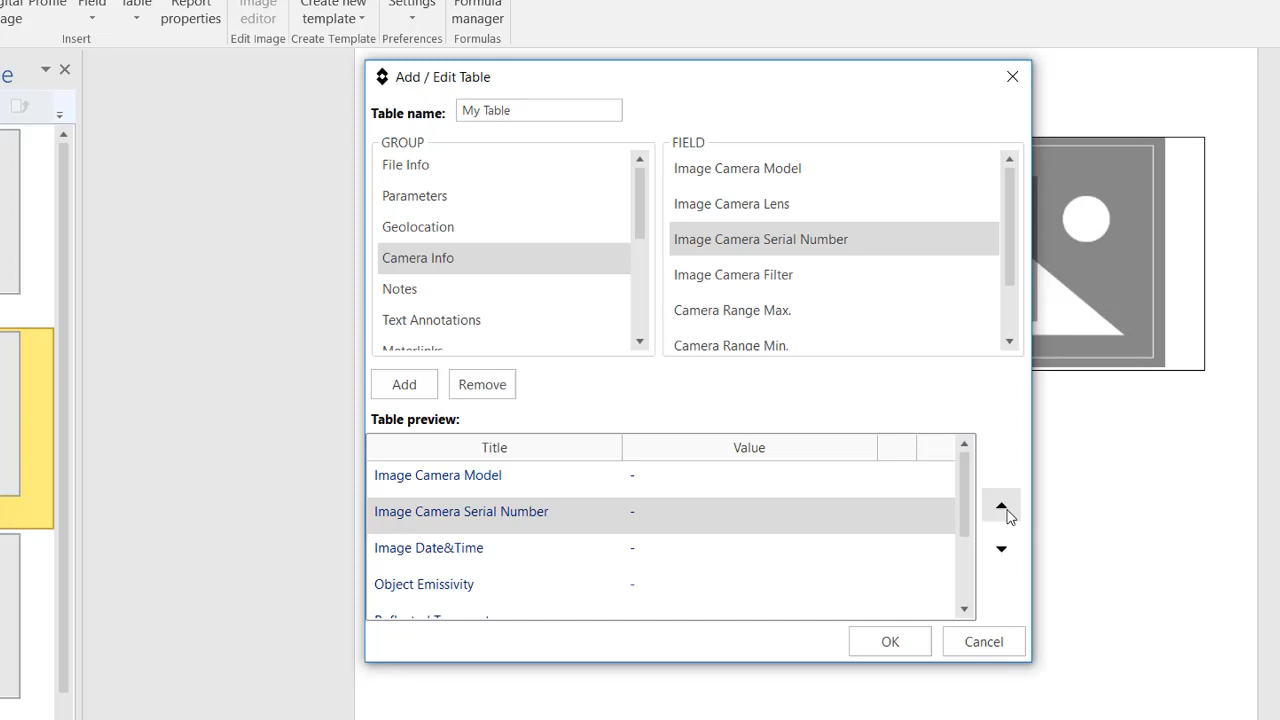 Profile
Field
Table
Report
Image
Create new
Settings
Formula
age
properties
editor
template
manager
Insert
Edit Image
Create Template
Preferences
Formulas
e
Add / Edit Table
Table name:
My Table
GROUP
File Info
Parameters
Geolocation
Camera Info
Notes
Text Annotations
FIELD
Image Camera Model
Image Camera Lens
Image Camera Serial Number
Image Camera Filter
Camera Range Max.
Camera Range Min.
Add
Remove
Table preview:
Title Value
Image Camera Model -
Image Camera Serial Number -
Image Date&Time -
Object Emissivity -
OK
Cancel